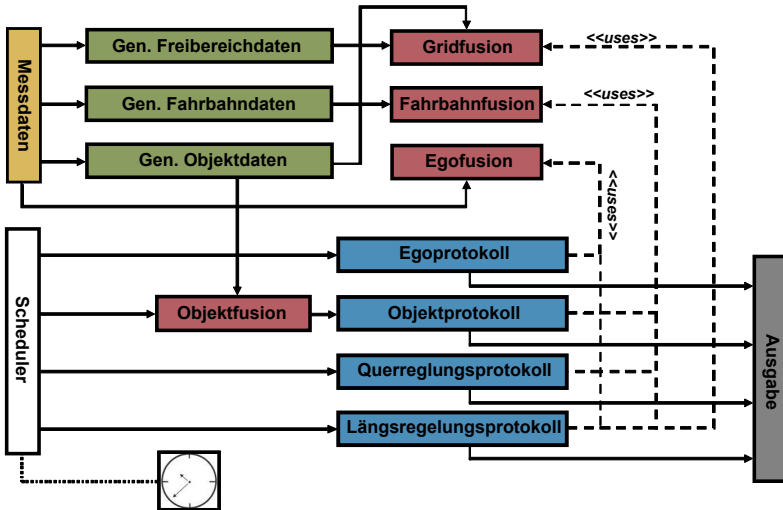 Messdaten
Gen. Freibereichdaten
Gridfusion
<<uses>>
Gen. Fahrbahndaten
Fahrbahnfusion
<<uses>>
Gen. Objektdaten
Egofusion
<<uses>>
Scheduler
Egoprotokoll
Objektfusion
Objektprotokoll
Querreglungsprotokoll
Längsregelungsprotokoll
Ausgabe